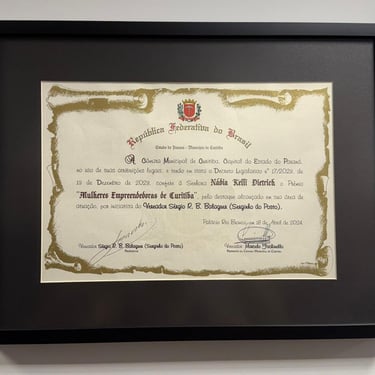 República Federativa do Brasil
Estado do Paraná - Município de Curitiba
A Câmara Municipal de Curitiba, Capital do Estado do Paraná,
no uso de suas atribuições legais, e tendo em vista o Decreto Legislativo nº 17/2023, de
19 de Dezembro de 2023, concede à Senhora Nábia Kelli Dietrich o Prêmio
"Mulheres Empreendedoras de Curitiba", pelo destaque alcançado em sua área de
atuação, por iniciativa do Vereador Sérgio R. B. Balaguer (Serginho do Posto).
Palácio Rio Branco, de Abril de 2024.
Vereador Sérgio R. B. Balaguer (Serginho do Posto)
Vereador Marcelo Fachinello